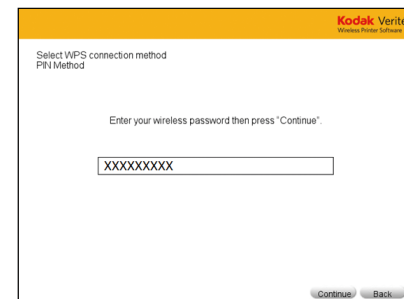 Kodak Verite
Wireless Printer Software
Select WPS connection method
PIN Method
Enter your wireless password then press "Continue".
XXXXXXXXX
Continue Back